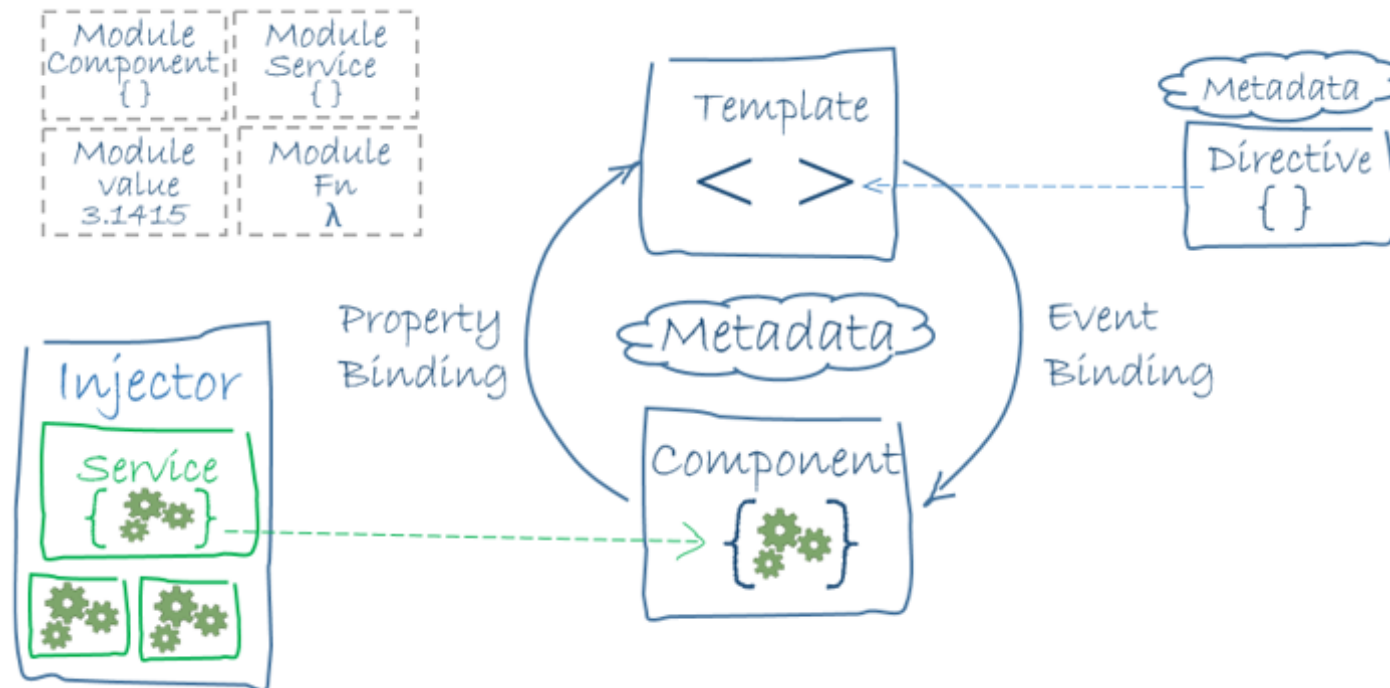 Module
Component
{ }
Module
Service
{ }
Module
value
3.1415
Module
Fn
λ
Template
< >
Metadata
Directive
{ }
Property
Binding
Metadata
Event
Binding
Injector
Service
{ }
Component
{ }